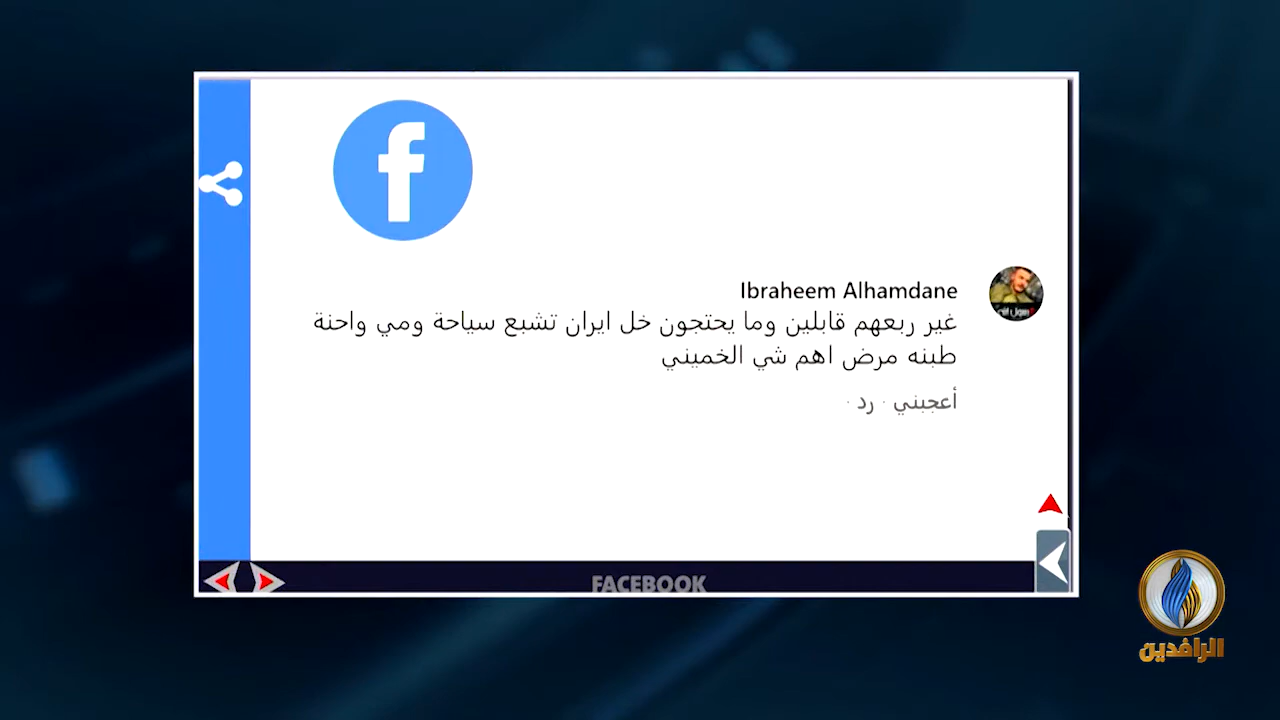 Ibraheem Alhamdane
غير ربعهم قابلين وما يحتجون خل ايران تشبع سياحة ومي واحنة
طبنه مرض اهم شي الخميني
أعجبني · رد ·
FACEBOOK
الرافدين